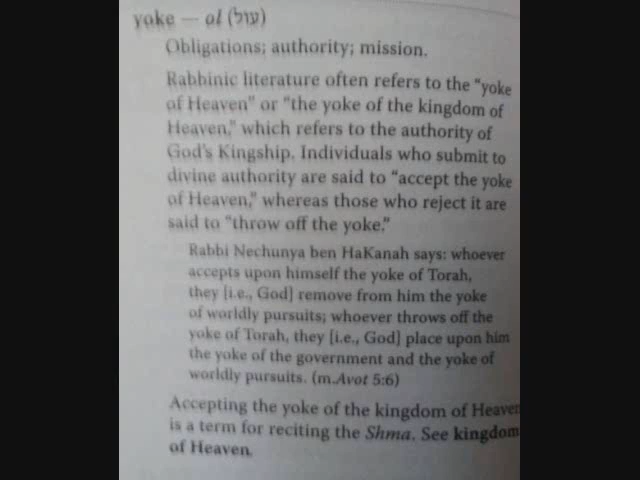 yoke — ol (עול)
Obligations; authority; mission.
Rabbinic literature often refers to the “yoke
of Heaven” or “the yoke of the kingdom of
Heaven,” which refers to the authority of
God’s Kingship. Individuals who submit to
divine authority are said to “accept the yoke
of Heaven,” whereas those who reject it are
said to “throw off the yoke.”
Rabbi Nechunya ben HaKanah says: whoever
accepts upon himself the yoke of Torah,
they [i.e., God] remove from him the yoke
of worldly pursuits; whoever throws off the
yoke of Torah, they [i.e., God] place upon him
the yoke of the government and the yoke of
worldly pursuits. (m.Avot 5:6)
Accepting the yoke of the kingdom of Heaven
is a term for reciting the Shma. See kingdom
of Heaven.